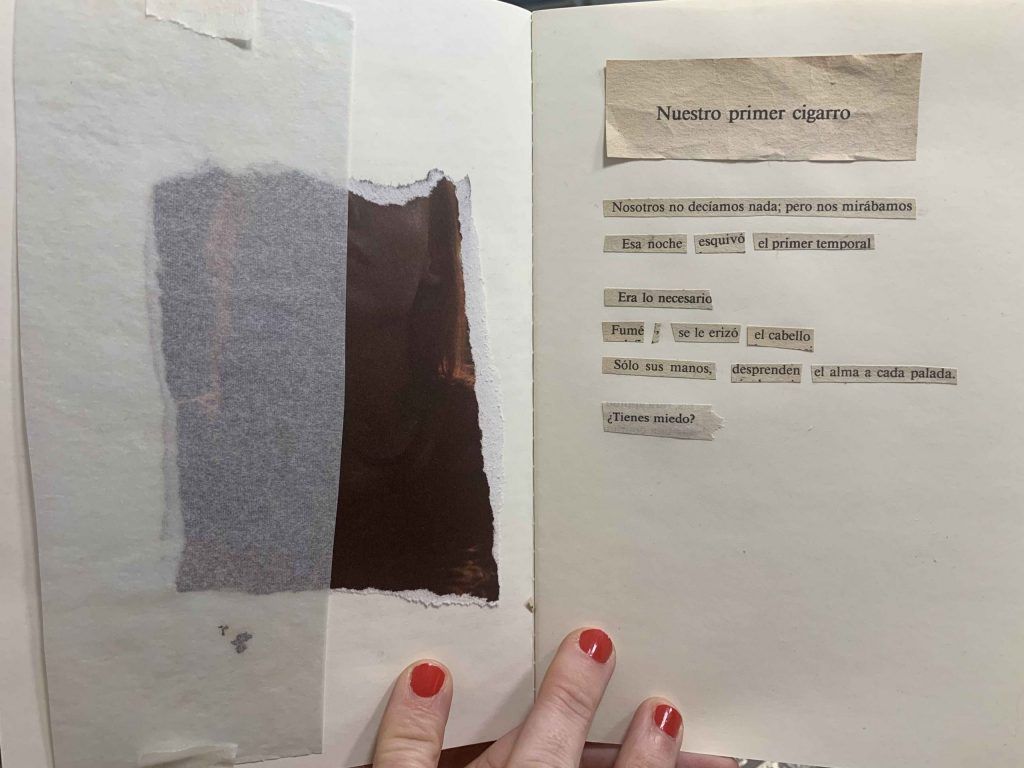 Nuestro primer cigarro
Nosotros no decíamos nada; pero nos mirábamos
Esa noche esquivó el primer temporal
Era lo necesario
Fumé ; se le erizó el cabello
Sólo sus manos, desprenden el alma a cada palada.
¿Tienes miedo?